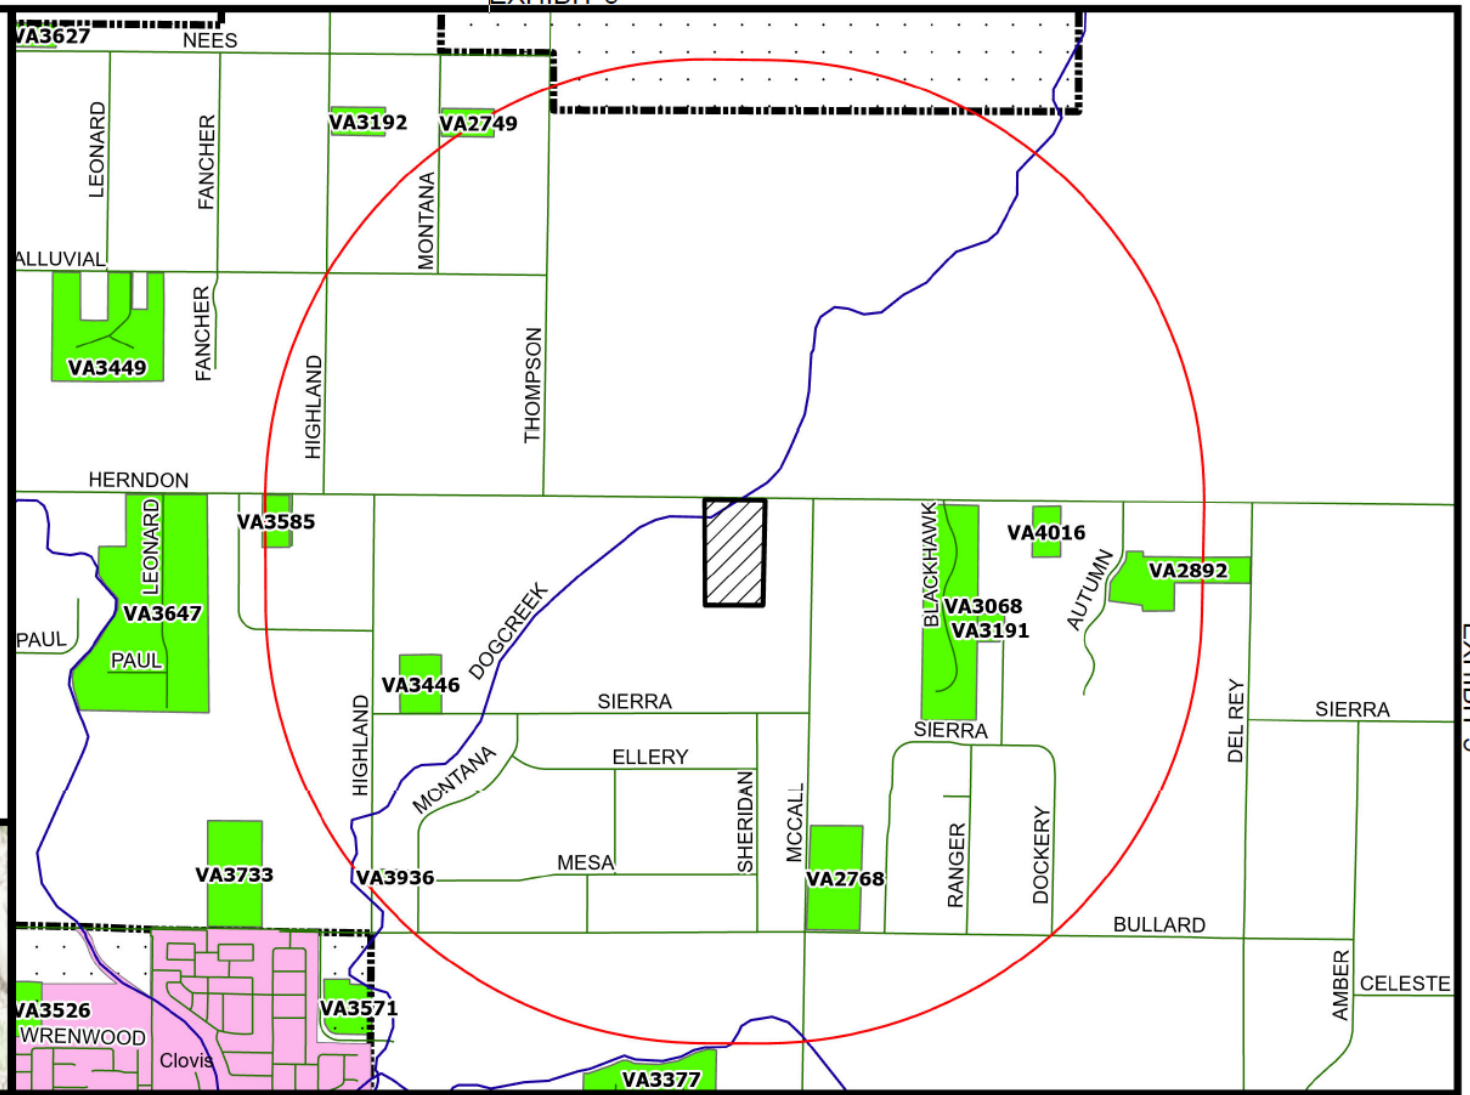 EXHIBIT 6
VA3627
NEES
LEONARD
FANCHER
VA3192
VA2749
MONTANA
ALLUVIAL
FANCHER
VA3449
HIGHLAND
THOMPSON
HERNDON
LEONARD
VA3585
BLACKHAWK
VA4016
AUTUMN
VA2892
VA3647
VA3068
VA3191
PAUL
PAUL
DOGCREEK
VA3446
SIERRA
SIERRA
SIERRA
DEL REY
HIGHLAND
MONTANA
ELLERY
SHERIDAN
MCCALL
RANGER
DOCKERY
MESA
VA3733
VA3936
VA2768
BULLARD
AMBER
CELESTE
VA3526
VA3571
WRENWOOD
Clovis
VA3377